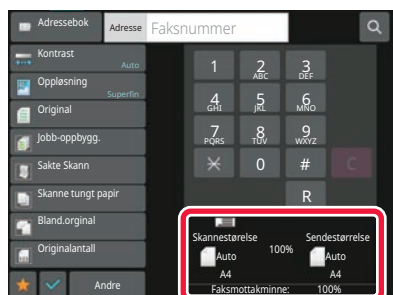 Adressebok
Adresse
Faksnummer
Kontrast
Auto
Oppløsning
Superfin
Original
Jobb-oppbygg.
Sakte Skann
Skanne tungt papir
Bland.orginal
Originalantall
Andre
1
2
ABC
3
DEF
4
GHI
5
JKL
6
MNO
7
PQRS
8
TUV
9
WXYZ
0
#
C
R
Skannestørelse
Sendestørrelse
100%
Auto
Auto
A4
A4
Faksmottakminne:
100%